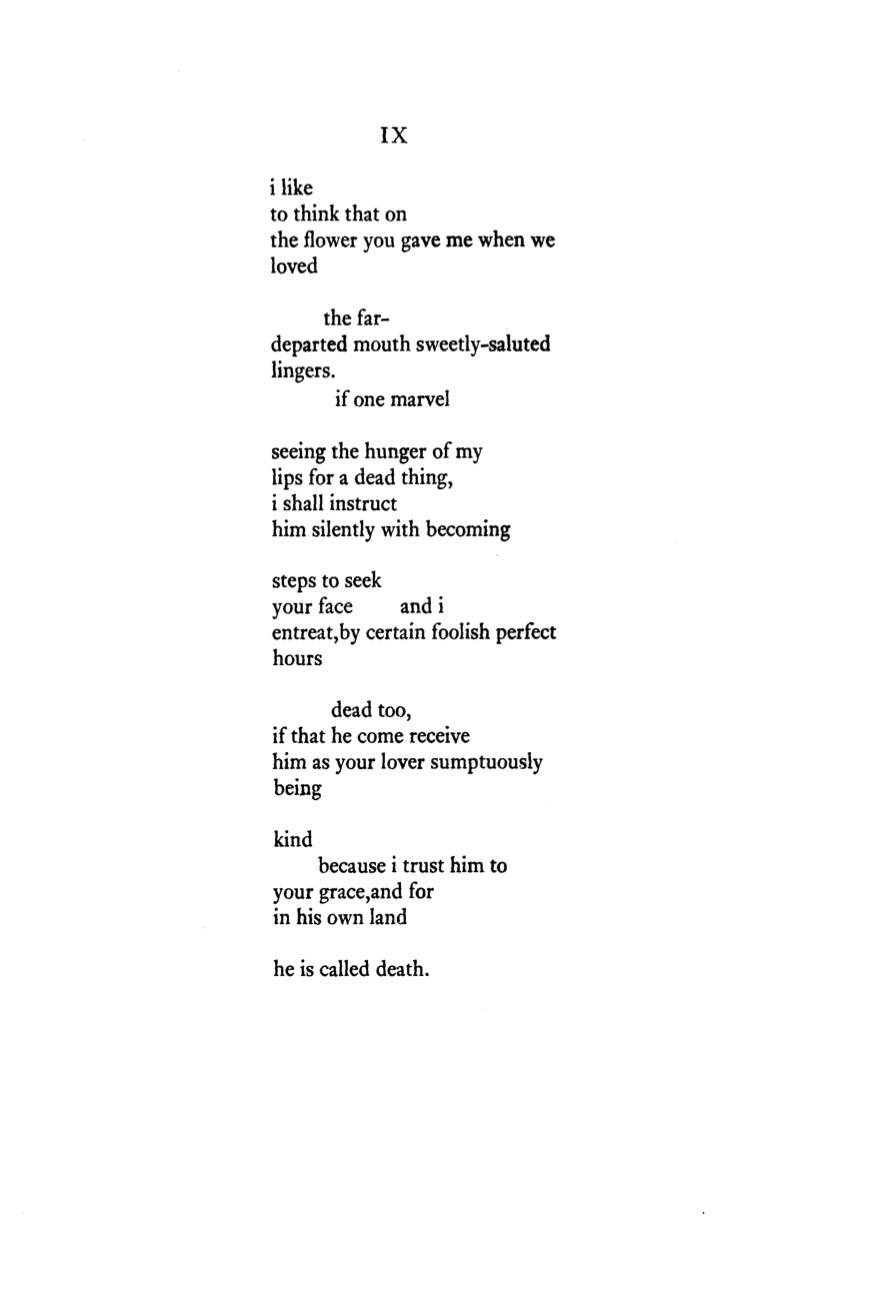 IX
i like
to think that on
the flower you gave me when we
loved
the far-
departed mouth sweetly-saluted
lingers.
if one marvel
seeing the hunger of my
lips for a dead thing,
i shall instruct
him silently with becoming
steps to seek
your face and i
entreat,by certain foolish perfect
hours
dead too,
if that he come receive
him as your lover sumptuously
being
kind
because i trust him to
your grace,and for
in his own land
he is called death.